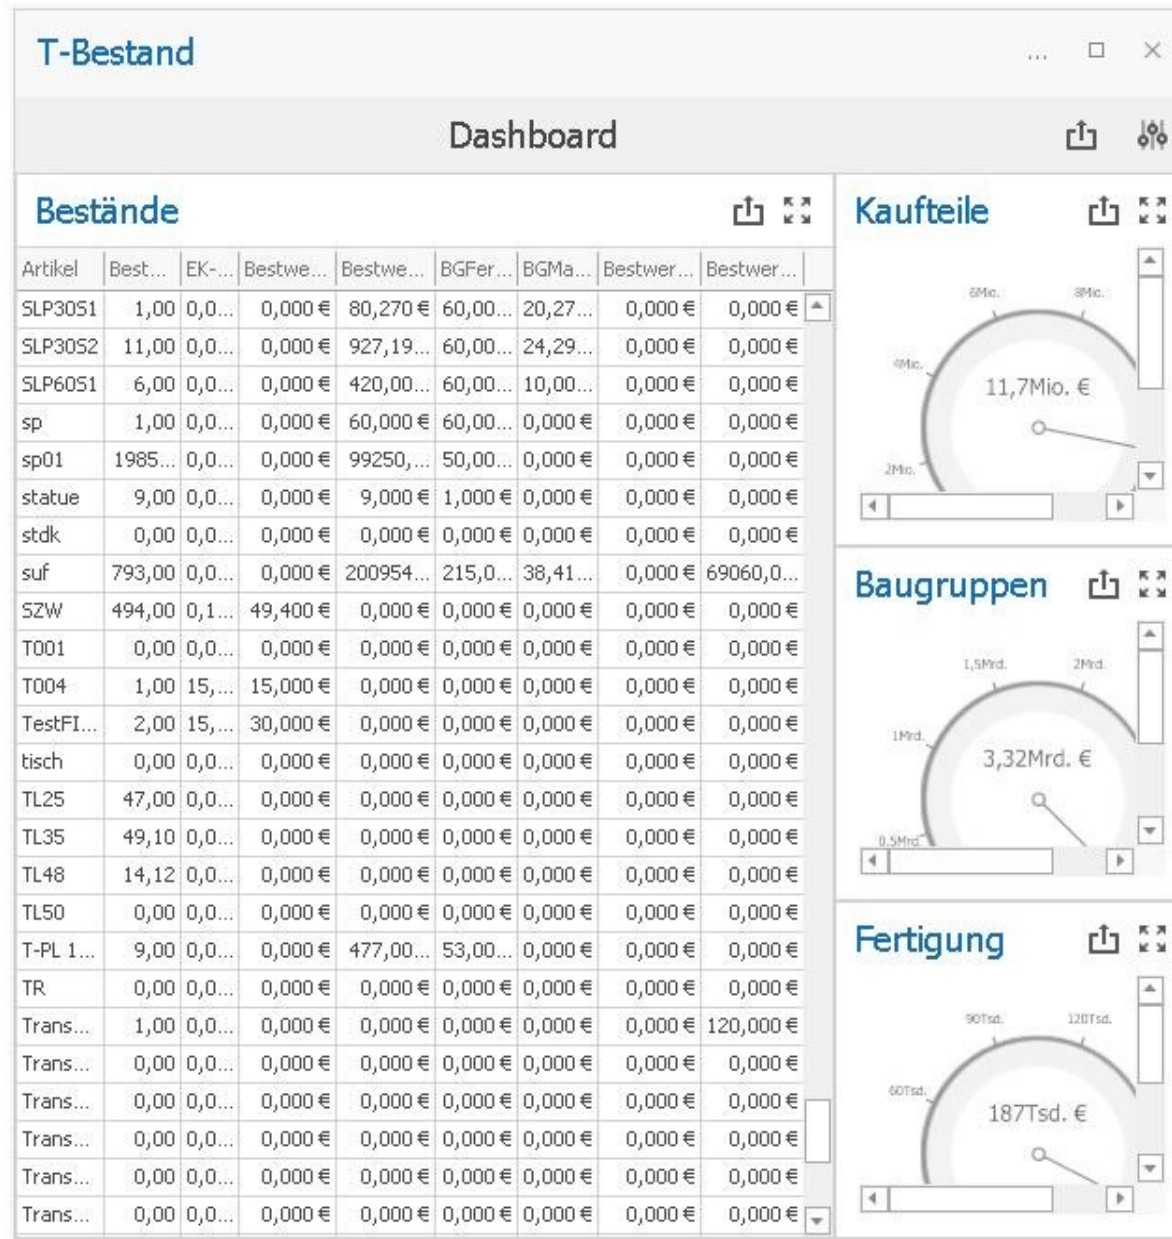 T-Bestand
...
Dashboard
Bestände
Artikel Best... EK-... Bestwe... Bestwe... BGFer... BGMa... Bestwer... Bestwer...
SLP30S1 1,00 0,0... 0,000 € 80,270 € 60,00... 20,27... 0,000 € 0,000 €
SLP30S2 11,00 0,0... 0,000 € 927,19... 60,00... 24,29... 0,000 € 0,000 €
SLP60S1 6,00 0,0... 0,000 € 420,00... 60,00... 10,00... 0,000 € 0,000 €
sp 1,00 0,0... 0,000 € 60,000 € 60,00... 0,000 € 0,000 € 0,000 €
sp01 1985... 0,0... 0,000 € 99250,... 50,00... 0,000 € 0,000 € 0,000 €
statue 9,00 0,0... 0,000 € 9,000 € 1,000 € 0,000 € 0,000 € 0,000 €
stdk 0,00 0,0... 0,000 € 0,000 € 0,000 € 0,000 € 0,000 € 0,000 €
suf 793,00 0,0... 0,000 € 200954... 215,0... 38,41... 0,000 € 69060,0...
SZW 494,00 0,1... 49,400 € 0,000 € 0,000 € 0,000 € 0,000 € 0,000 €
T001 0,00 0,0... 0,000 € 0,000 € 0,000 € 0,000 € 0,000 € 0,000 €
T004 1,00 15,... 15,000 € 0,000 € 0,000 € 0,000 € 0,000 € 0,000 €
TestFI... 2,00 15,... 30,000 € 0,000 € 0,000 € 0,000 € 0,000 € 0,000 €
tisch 0,00 0,0... 0,000 € 0,000 € 0,000 € 0,000 € 0,000 € 0,000 €
TL25 47,00 0,0... 0,000 € 0,000 € 0,000 € 0,000 € 0,000 € 0,000 €
TL35 49,10 0,0... 0,000 € 0,000 € 0,000 € 0,000 € 0,000 € 0,000 €
TL48 14,12 0,0... 0,000 € 0,000 € 0,000 € 0,000 € 0,000 € 0,000 €
TL50 0,00 0,0... 0,000 € 0,000 € 0,000 € 0,000 € 0,000 € 0,000 €
T-PL 1... 9,00 0,0... 0,000 € 477,00... 53,00... 0,000 € 0,000 € 0,000 €
TR 0,00 0,0... 0,000 € 0,000 € 0,000 € 0,000 € 0,000 € 0,000 €
Trans... 1,00 0,0... 0,000 € 0,000 € 0,000 € 0,000 € 0,000 € 120,000 €
Trans... 0,00 0,0... 0,000 € 0,000 € 0,000 € 0,000 € 0,000 € 0,000 €
Trans... 0,00 0,0... 0,000 € 0,000 € 0,000 € 0,000 € 0,000 € 0,000 €
Trans... 0,00 0,0... 0,000 € 0,000 € 0,000 € 0,000 € 0,000 € 0,000 €
Trans... 0,00 0,0... 0,000 € 0,000 € 0,000 € 0,000 € 0,000 € 0,000 €
Trans... 0,00 0,0... 0,000 € 0,000 € 0,000 € 0,000 € 0,000 € 0,000 €
Kaufteile
6Mio. 8Mio.
4Mio.
11,7Mio. €
2Mio.
Baugruppen
1,5Mrd. 2Mrd.
1Mrd.
3,32Mrd. €
0.5Mrd.
Fertigung
90Tsd. 120Tsd.
60Tsd.
187Tsd. €